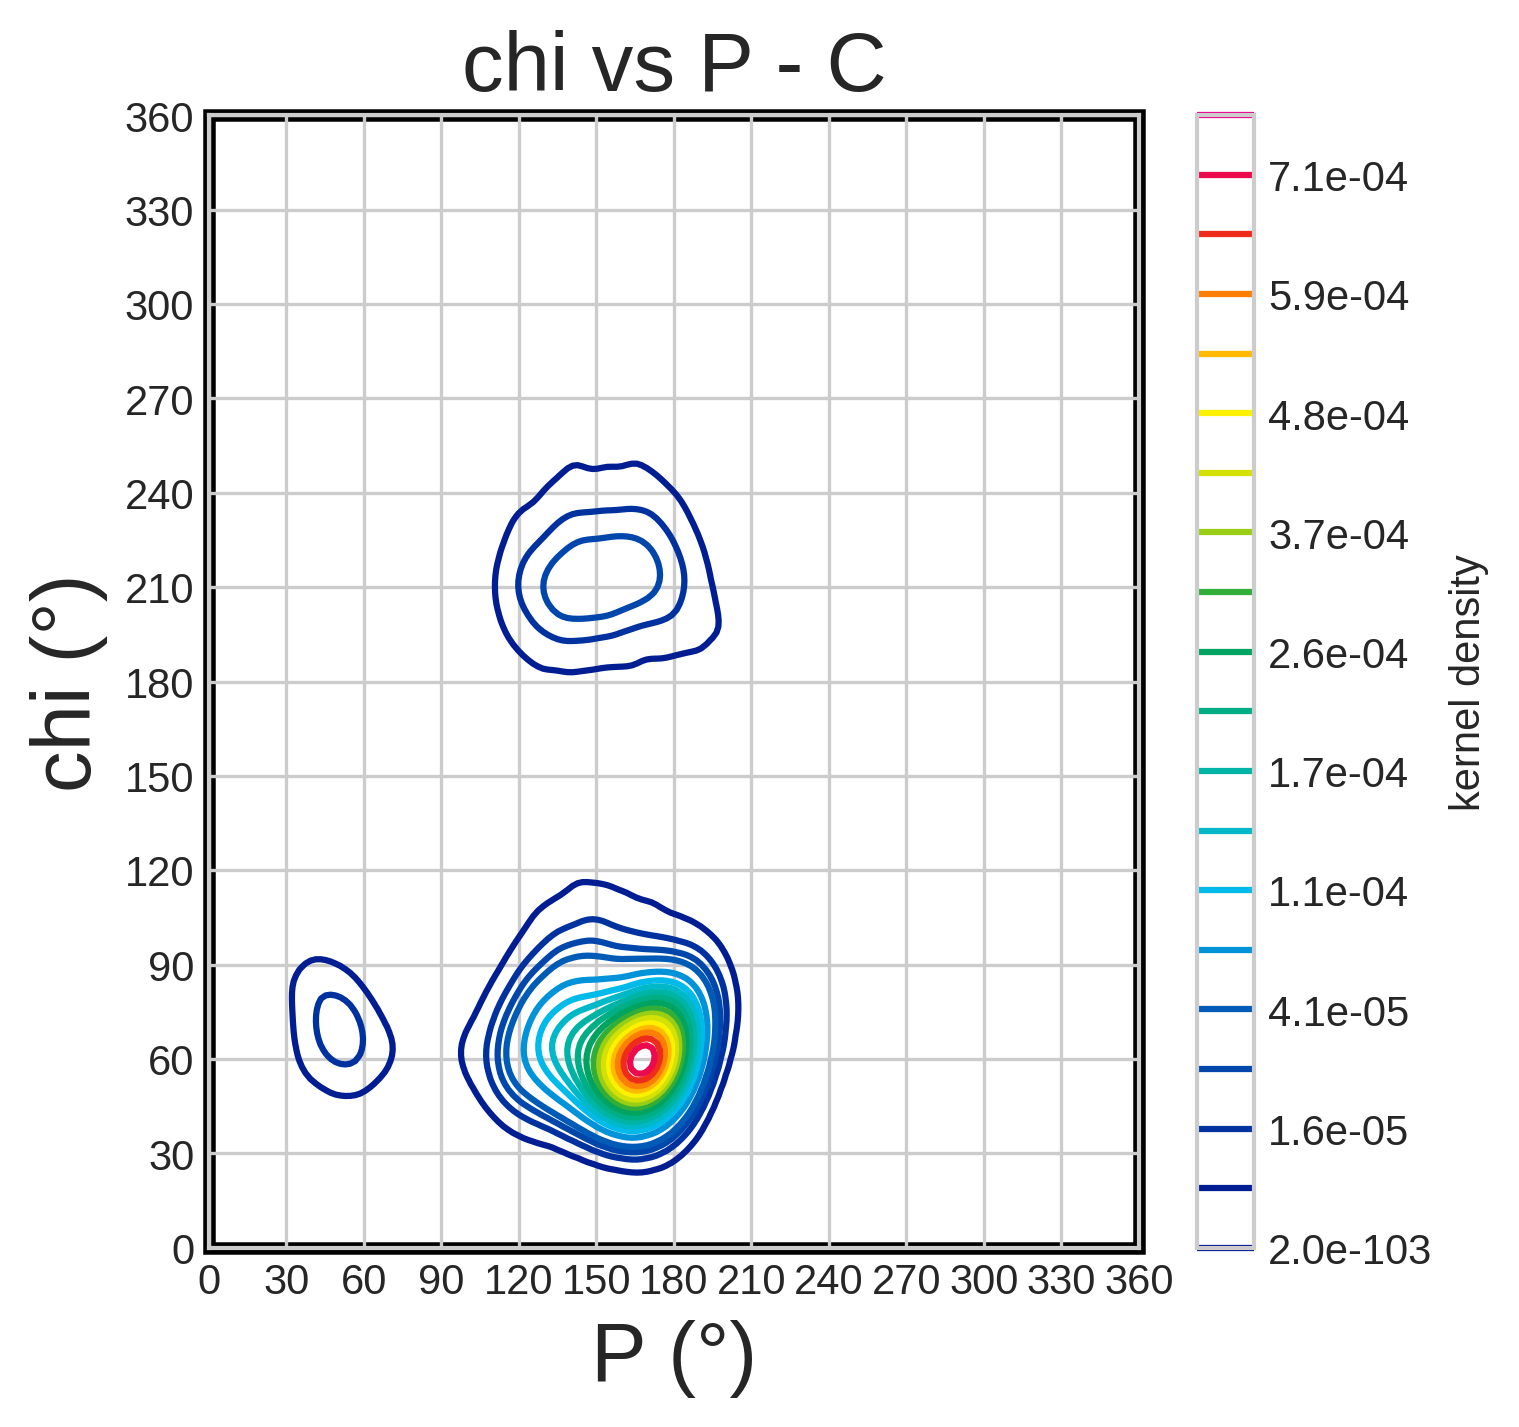 chi vs P - C
360
330
300
270
240
210
180
150
120
90
60
30
0
chi (°)
0 30 60 90 120 150 180 210 240 270 300 330 360
P (°)
7.1e-04
5.9e-04
4.8e-04
3.7e-04
2.6e-04
1.7e-04
1.1e-04
4.1e-05
1.6e-05
2.0e-103
kernel density